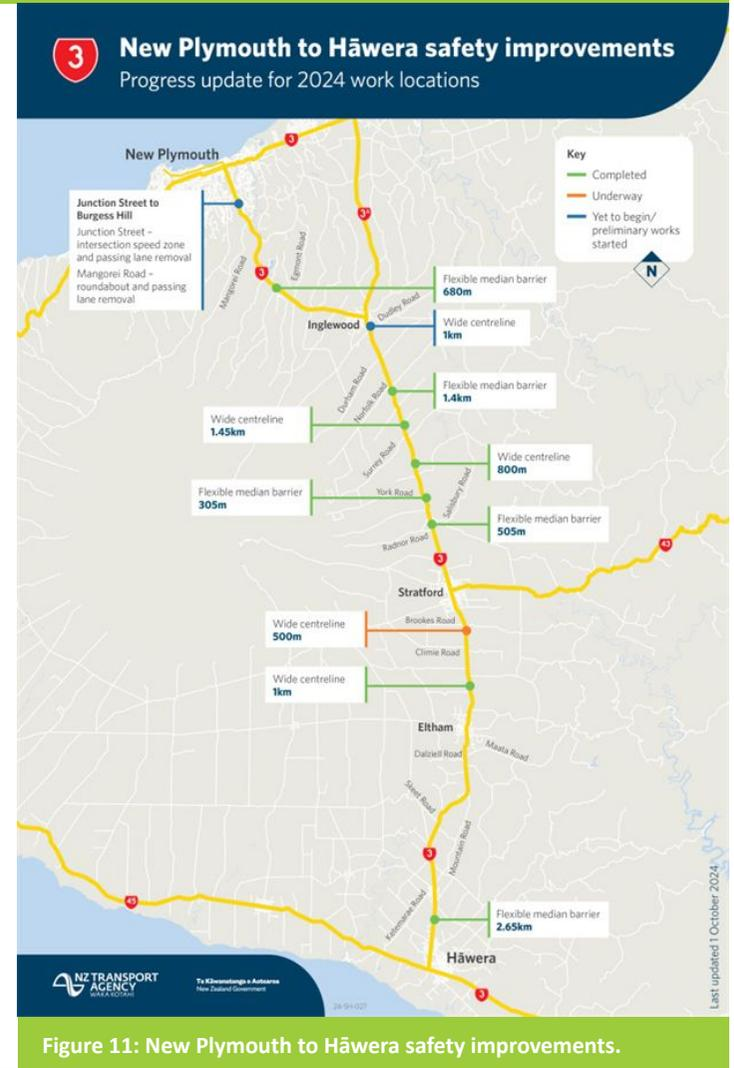 3
New Plymouth to Hāwera safety improvements
Progress update for 2024 work locations
Key
Completed
Underway
Yet to begin/
preliminary works
started
N
New Plymouth
3
3A
Junction Street to
Burgess Hill
Junction Street –
intersection speed zone
and passing lane removal
Mangorei Road –
roundabout and passing
lane removal
Mangorei Road
3
Egmont Road
Flexible median barrier
680m
Dudley Road
Inglewood
Wide centreline
1km
Durham Road
Norfolk Road
Flexible median barrier
1.4km
Wide centreline
1.45km
Surrey Road
Wide centreline
800m
Flexible median barrier
305m
York Road
Salisbury Road
Flexible median barrier
505m
Radnor Road
3
43
Stratford
Wide centreline
500m
Brookes Road
Climie Road
Wide centreline
1km
Eltham
Dalziell Road
Maata Road
Skeet Road
Mountain Road
3
45
Ketemarae Road
Flexible median barrier
2.65km
Hāwera
3
NZ TRANSPORT
AGENCY
WAKA KOTAHI
Te Kāwanatanga o Aotearoa
New Zealand Government
24-SH-027
Last updated 1 October 2024
Figure 11: New Plymouth to Hāwera safety improvements.